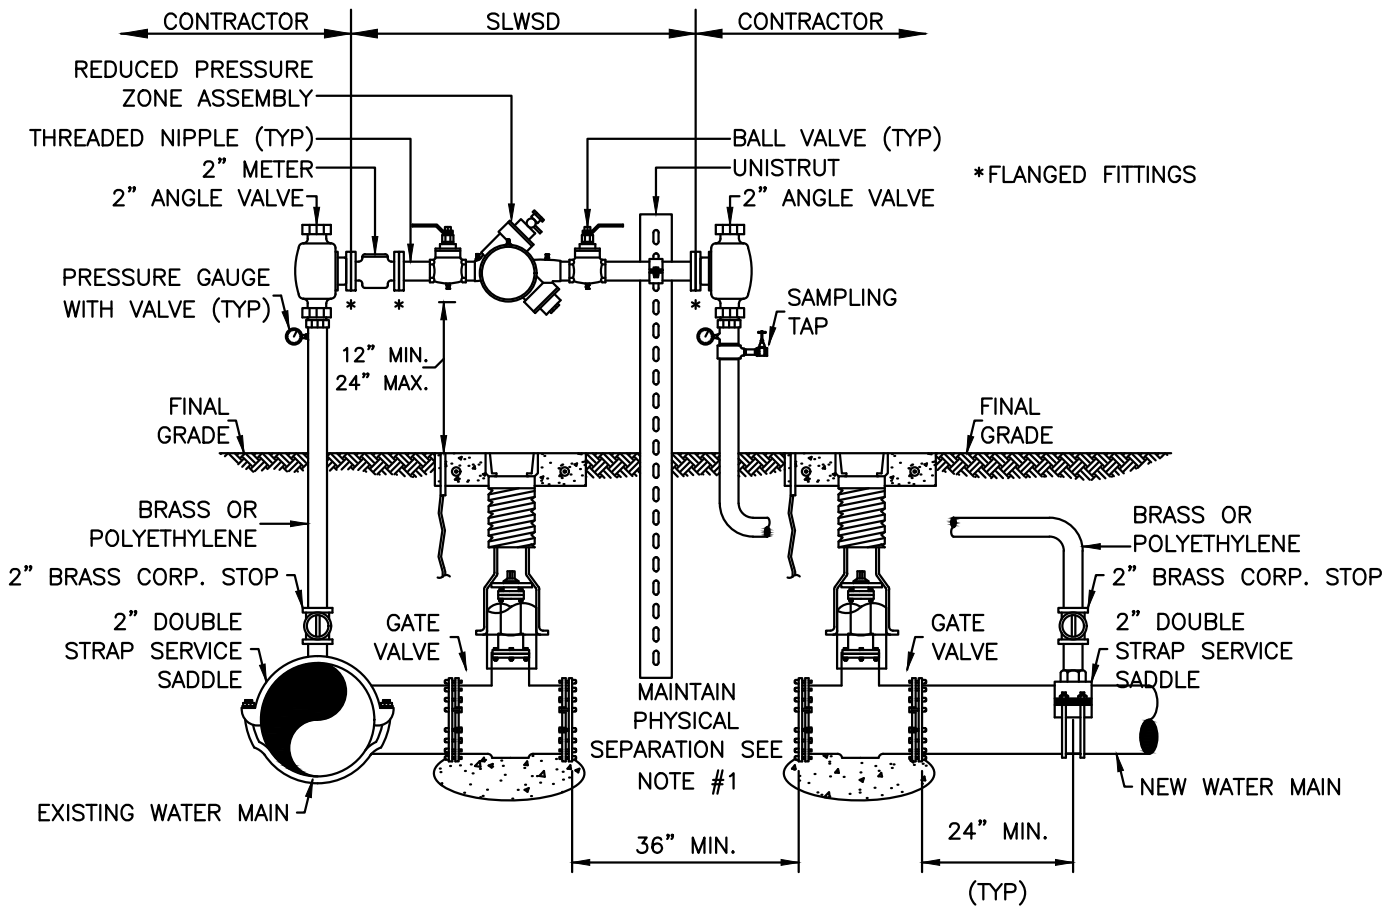 CONTRACTOR
SLWSD
CONTRACTOR
REDUCED PRESSURE
ZONE ASSEMBLY
THREADED NIPPLE (TYP)
2” METER
2” ANGLE VALVE
BALL VALVE (TYP)
UNISTRUT
2” ANGLE VALVE
*FLANGED FITTINGS
PRESSURE GAUGE
WITH VALVE (TYP)
*
*
*
SAMPLING
TAP
12” MIN.
24” MAX.
FINAL
GRADE
FINAL
GRADE
BRASS OR
POLYETHYLENE
BRASS OR
POLYETHYLENE
2” BRASS CORP. STOP
2” BRASS CORP. STOP
2” DOUBLE
STRAP SERVICE
SADDLE
GATE
VALVE
GATE
VALVE
2” DOUBLE
STRAP SERVICE
SADDLE
MAINTAIN
PHYSICAL
SEPARATION SEE
NOTE #1
EXISTING WATER MAIN
NEW WATER MAIN
36” MIN.
24” MIN.
(TYP)